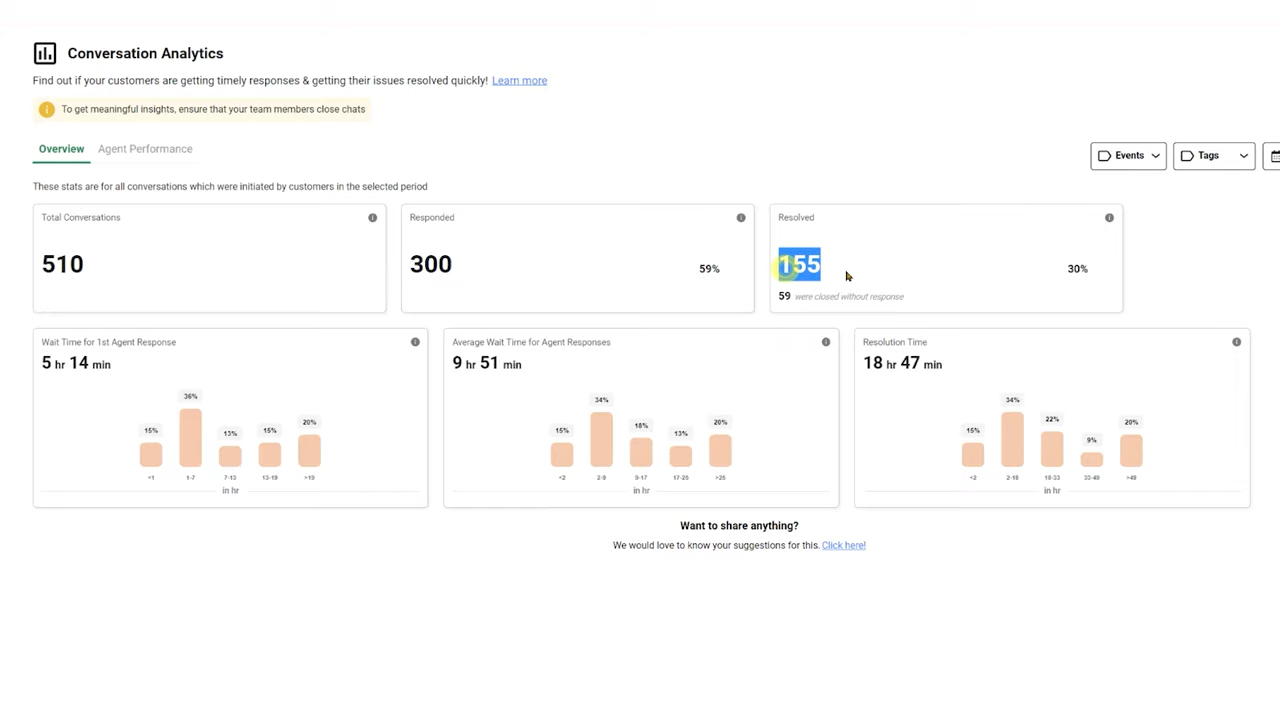 Conversation Analytics
Find out if your customers are getting timely responses & getting their issues resolved quickly! Learn more
To get meaningful insights, ensure that your team members close chats
Overview Agent Performance
Events Tags
These stats are for all conversations which were initiated by customers in the selected period
Total Conversations
510
Responded
300
59%
Resolved
155
30%
59 were closed without response
Wait Time for 1st Agent Response
5 hr 14 min
15% 36% 13% 15% 20%
<1 1-7 7-13 13-19 >19
in hr
Average Wait Time for Agent Responses
9 hr 51 min
15% 34% 18% 13% 20%
<2 2-9 9-17 17-25 >25
in hr
Resolution Time
18 hr 47 min
15% 34% 22% 9% 20%
<2 2-18 18-33 33-49 >49
in hr
Want to share anything?
We would love to know your suggestions for this. Click here!